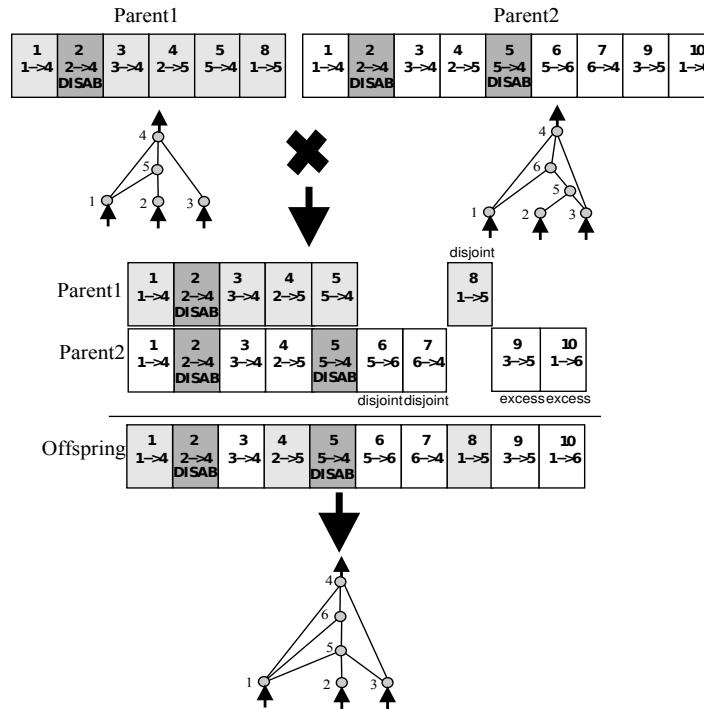 Parent1 Parent2
1 2 3 4 5 8 1 2 3 4 5 6 7 9 10
1->4 2->4 3->4 2->5 5->4 1->5 1->4 2->4 3->4 2->5 5->4 5->6 6->4 3->5 1->6
DISAB DISAB DISAB
4 4
5 6
5
1 2 3 1 2 3
disjoint
Parent1 1 2 3 4 5 8
1->4 2->4 3->4 2->5 5->4 1->5
DISAB
Parent2 1 2 3 4 5 6 7 9 10
1->4 2->4 3->4 2->5 5->4 5->6 6->4 3->5 1->6
DISAB DISAB
disjoint disjoint excess excess
Offspring 1 2 3 4 5 6 7 8 9 10
1->4 2->4 3->4 2->5 5->4 5->6 6->4 1->5 3->5 1->6
DISAB DISAB
4
6
5
1 2 3